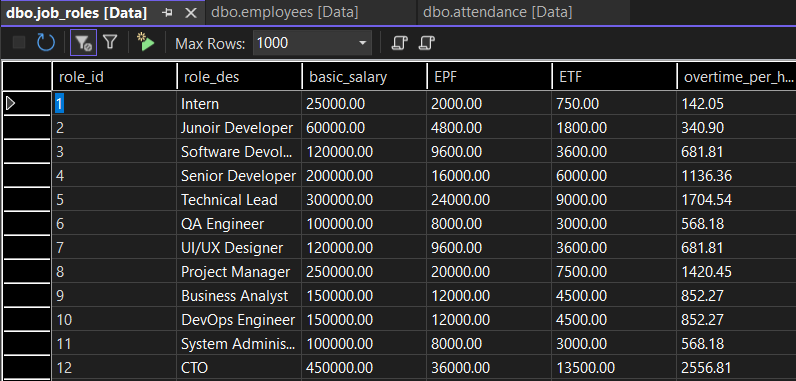 dbo.job_roles [Data] dbo.employees [Data] dbo.attendance [Data]
Max Rows: 1000
role_id role_des basic_salary EPF ETF overtime_per_h...
1 Intern 25000.00 2000.00 750.00 142.05
2 Junoir Developer 60000.00 4800.00 1800.00 340.90
3 Software Devol... 120000.00 9600.00 3600.00 681.81
4 Senior Developer 200000.00 16000.00 6000.00 1136.36
5 Technical Lead 300000.00 24000.00 9000.00 1704.54
6 QA Engineer 100000.00 8000.00 3000.00 568.18
7 UI/UX Designer 120000.00 9600.00 3600.00 681.81
8 Project Manager 250000.00 20000.00 7500.00 1420.45
9 Business Analyst 150000.00 12000.00 4500.00 852.27
10 DevOps Engineer 150000.00 12000.00 4500.00 852.27
11 System Adminis... 100000.00 8000.00 3000.00 568.18
12 CTO 450000.00 36000.00 13500.00 2556.81